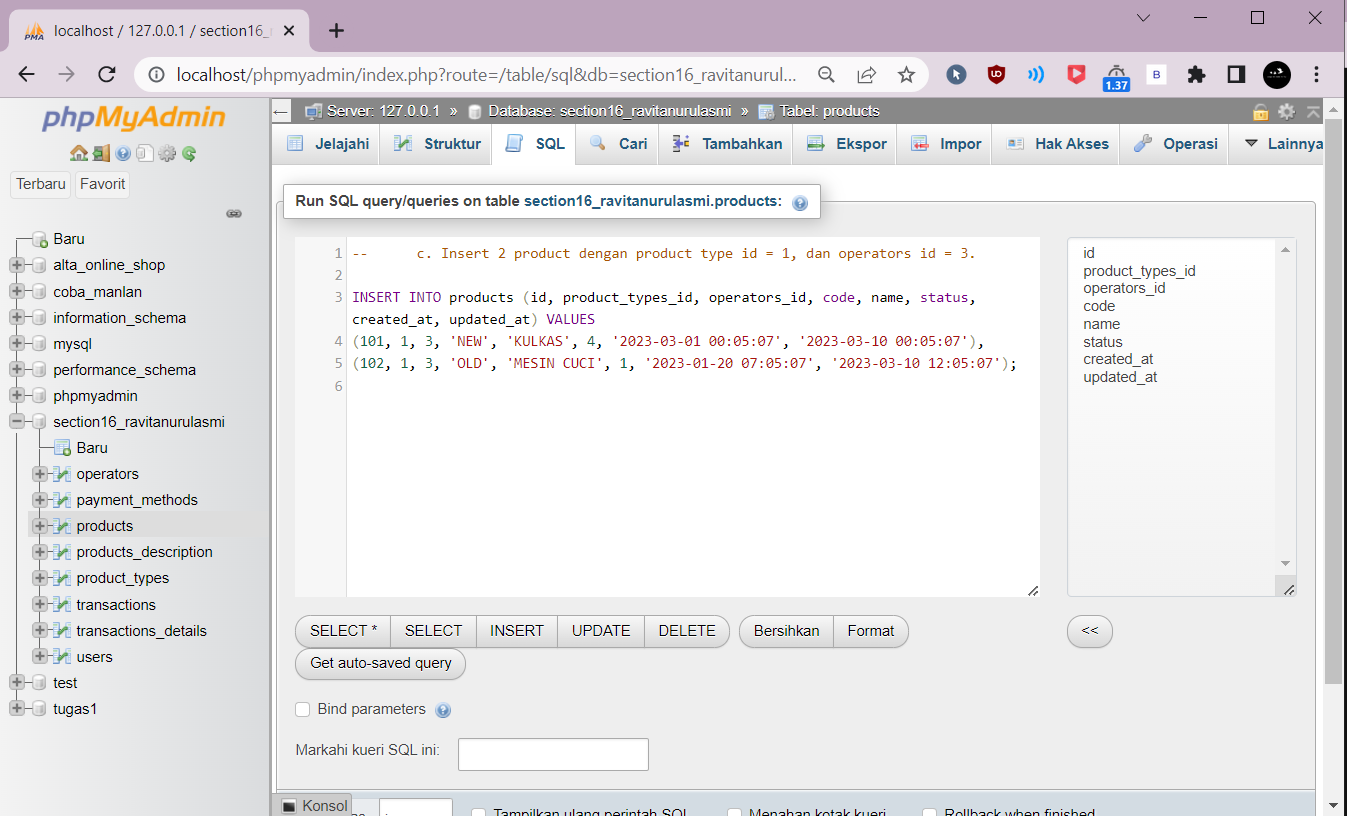 localhost / 127.0.0.1 / section16_
localhost/phpmyadmin/index.php?route=/table/sql&db=section16_ravitanurul...
1.37
B
phpMyAdmin
Terbaru Favorit
Baru
alta_online_shop
coba_manlan
information_schema
mysql
performance_schema
phpmyadmin
section16_ravitanurulasmi
Baru
operators
payment_methods
products
products_description
product_types
transactions
transactions_details
users
test
tugas1
Server: 127.0.0.1 » Database: section16_ravitanurulasmi » Tabel: products
Jelajahi Struktur SQL Cari Tambahkan Ekspor Impor Hak Akses Operasi Lainnya
Run SQL query/queries on table section16_ravitanurulasmi.products:
1 -- c. Insert 2 product dengan product type id = 1, dan operators id = 3.
2
3 INSERT INTO products (id, product_types_id, operators_id, code, name, status,
created_at, updated_at) VALUES
4 (101, 1, 3, 'NEW', 'KULKAS', 4, '2023-03-01 00:05:07', '2023-03-10 00:05:07'),
5 (102, 1, 3, 'OLD', 'MESIN CUCI', 1, '2023-01-20 07:05:07', '2023-03-10 12:05:07');
6
id
product_types_id
operators_id
code
name
status
created_at
updated_at
SELECT * SELECT INSERT UPDATE DELETE Bersihkan Format <<
Get auto-saved query
Bind parameters
Markahi kueri SQL ini:
Konsol
Tampilkan ulang perintah SQL Menahan kotak kueri Rollback when finished